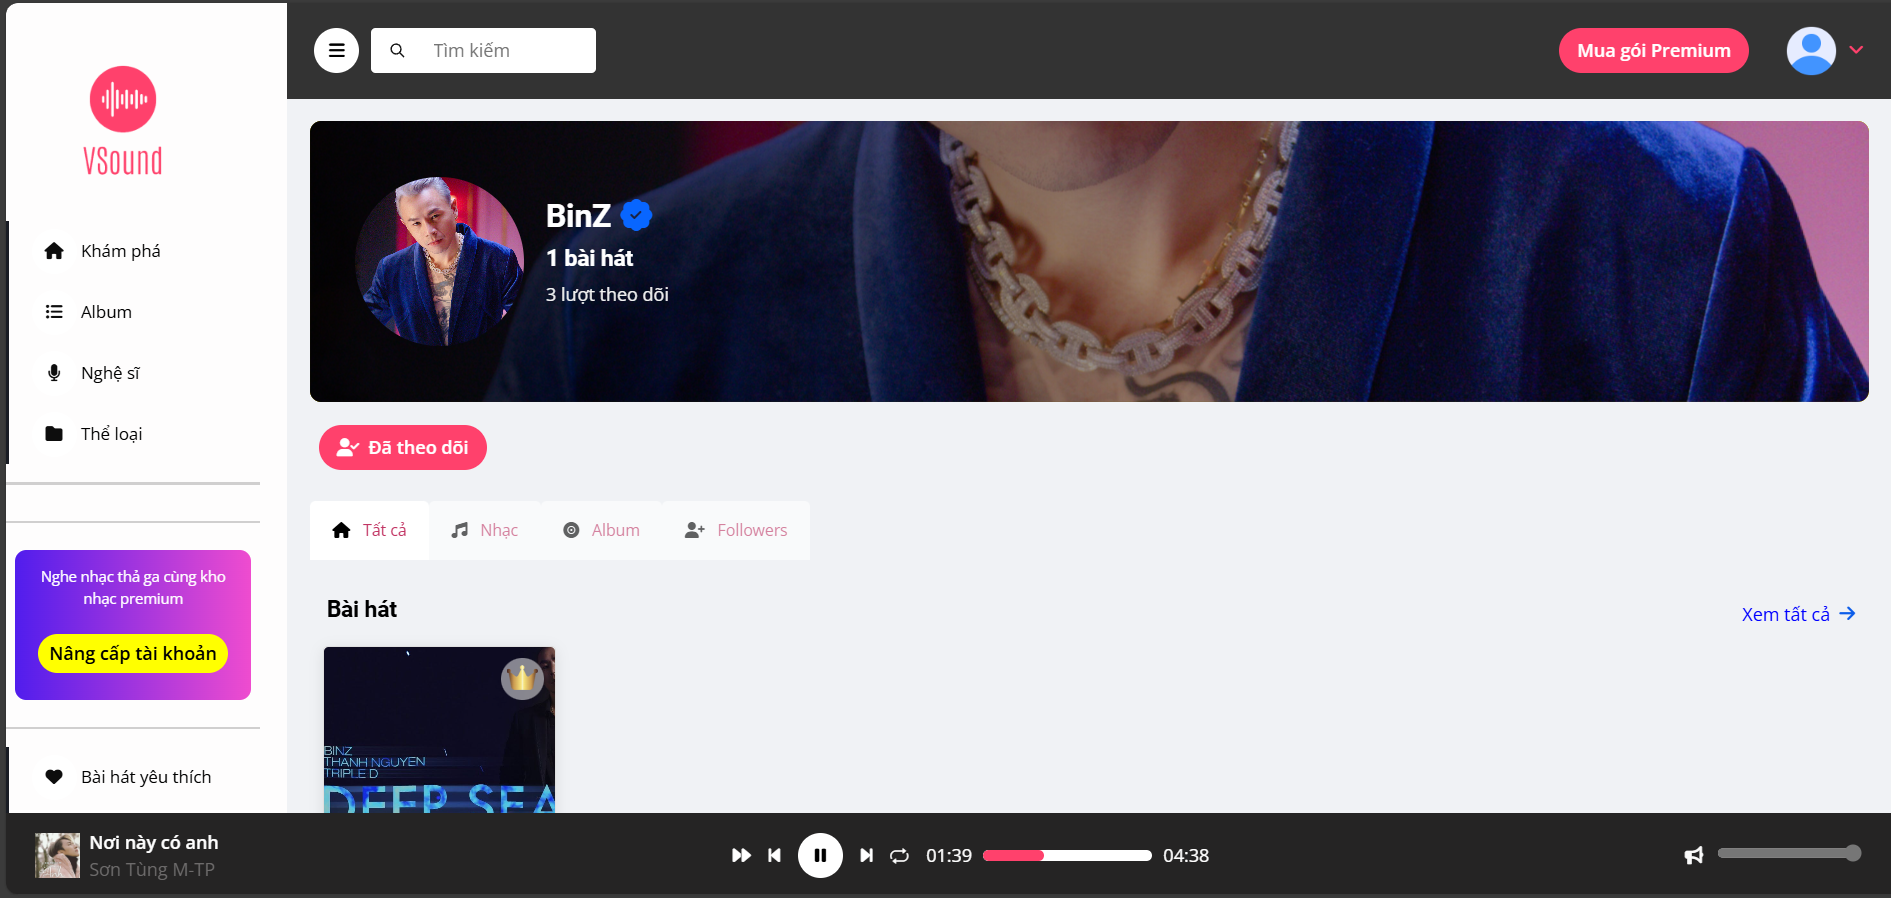 VSound
Khám phá
Album
Nghệ sĩ
Thể loại
Nghe nhạc thả ga cùng kho
nhạc premium
Nâng cấp tài khoản
Bài hát yêu thích
Tìm kiếm
Mua gói Premium
BinZ
1 bài hát
3 lượt theo dõi
Đã theo dõi
Tất cả
Nhạc
Album
Followers
Bài hát
Xem tất cả
BINZ
THANH NGUYEN
TRIPLE D
DEEP SEA
Nơi này có anh
Sơn Tùng M-TP
01:39
04:38